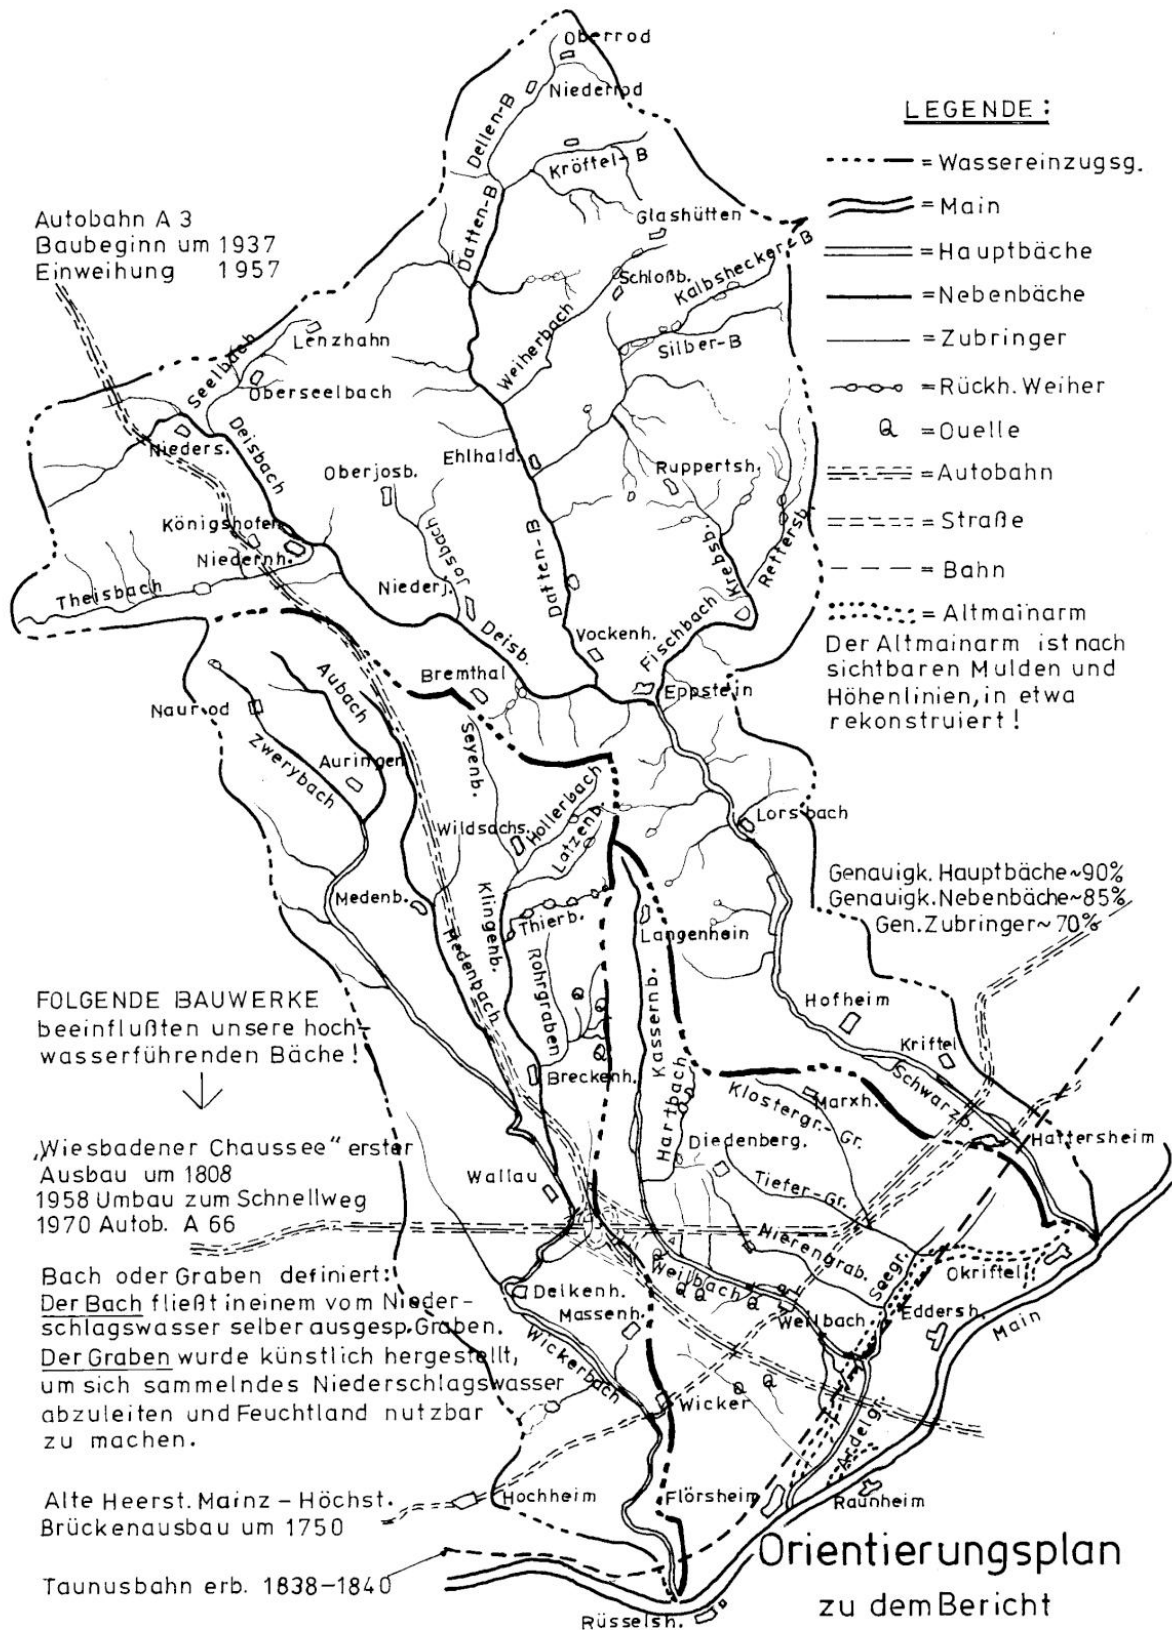 Oberrod
Niederrod
Dellen-B
Kröftel-B
Datten-B
Glashütten
Schloßb.
Kalbshecker-B
Weiherbach
Silber-B
LEGENDE:
= Wassereinzugsg.
= Main
= Hauptbäche
= Nebenbäche
= Zubringer
= Rückh. Weiher
Q = Quelle
= Autobahn
= Straße
= Bahn
= Altmainarm
Der Altmainarm ist nach
sichtbaren Mulden und
Höhenlinien, in etwa
rekonstruiert!
Autobahn A 3
Baubeginn um 1937
Einweihung 1957
Lenzhahn
Seelbach
Oberseelbach
Nieders.
Deisbach
Oberjosb.
Ehlhald.
Ruppertsh.
Königshofen
Niedernh.
Josbach
Niederj.
Theisbach
Datten-B
Krebsb.
Rettersb.
Deisb.
Vockenh.
Fischbach
Eppstein
Bremthal
Naurod
Aubach
Auringen
Zwerybach
Seyenb.
Hollerbach
Latzenb.
Wildsachs.
Lorsbach
Genauigk. Hauptbäche ~90%
Genauigk. Nebenbäche ~85%
Gen. Zubringer ~ 70%
Medenb.
Klingenb.
Thierb.
Langenhein
Medenbach
Rohrgraben
Q
Q
Q
Kassernb.
Hofheim
Kriftel
Breckenh.
Hartbach
Klostergr.-Gr.
Marxh.
Schwarzb.
Hattersheim
FOLGENDE BAUWERKE
beeinflußten unsere hoch-
wasserführenden Bäche!
„Wiesbadener Chaussee“ erster
Ausbau um 1808
1958 Umbau zum Schnellweg
1970 Autob. A 66
Diedenberg.
Wallau
Tiefer-Gr.
Nierengrab.
Seegr.
Okriftel
Bach oder Graben definiert:
Der Bach fließt ineinem vom Nieder-
schlagswasser selber ausgesp. Graben.
Der Graben wurde künstlich hergestellt,
um sich sammelndes Niederschlagswasser
abzuleiten und Feuchtland nutzbar
zu machen.
Delkenh.
Massenh.
Weilbach
Q
Q
Q
Q
Weilbach
Eddersh.
Main
Wickerbach
Wicker
Q
Q
Ardelgr.
Alte Heerst. Mainz – Höchst.
Brückenausbau um 1750
Hochheim
Flörsheim
Raunheim
Taunusbahn erb. 1838–1840
Rüsselsh.
Orientierungsplan
zu dem Bericht